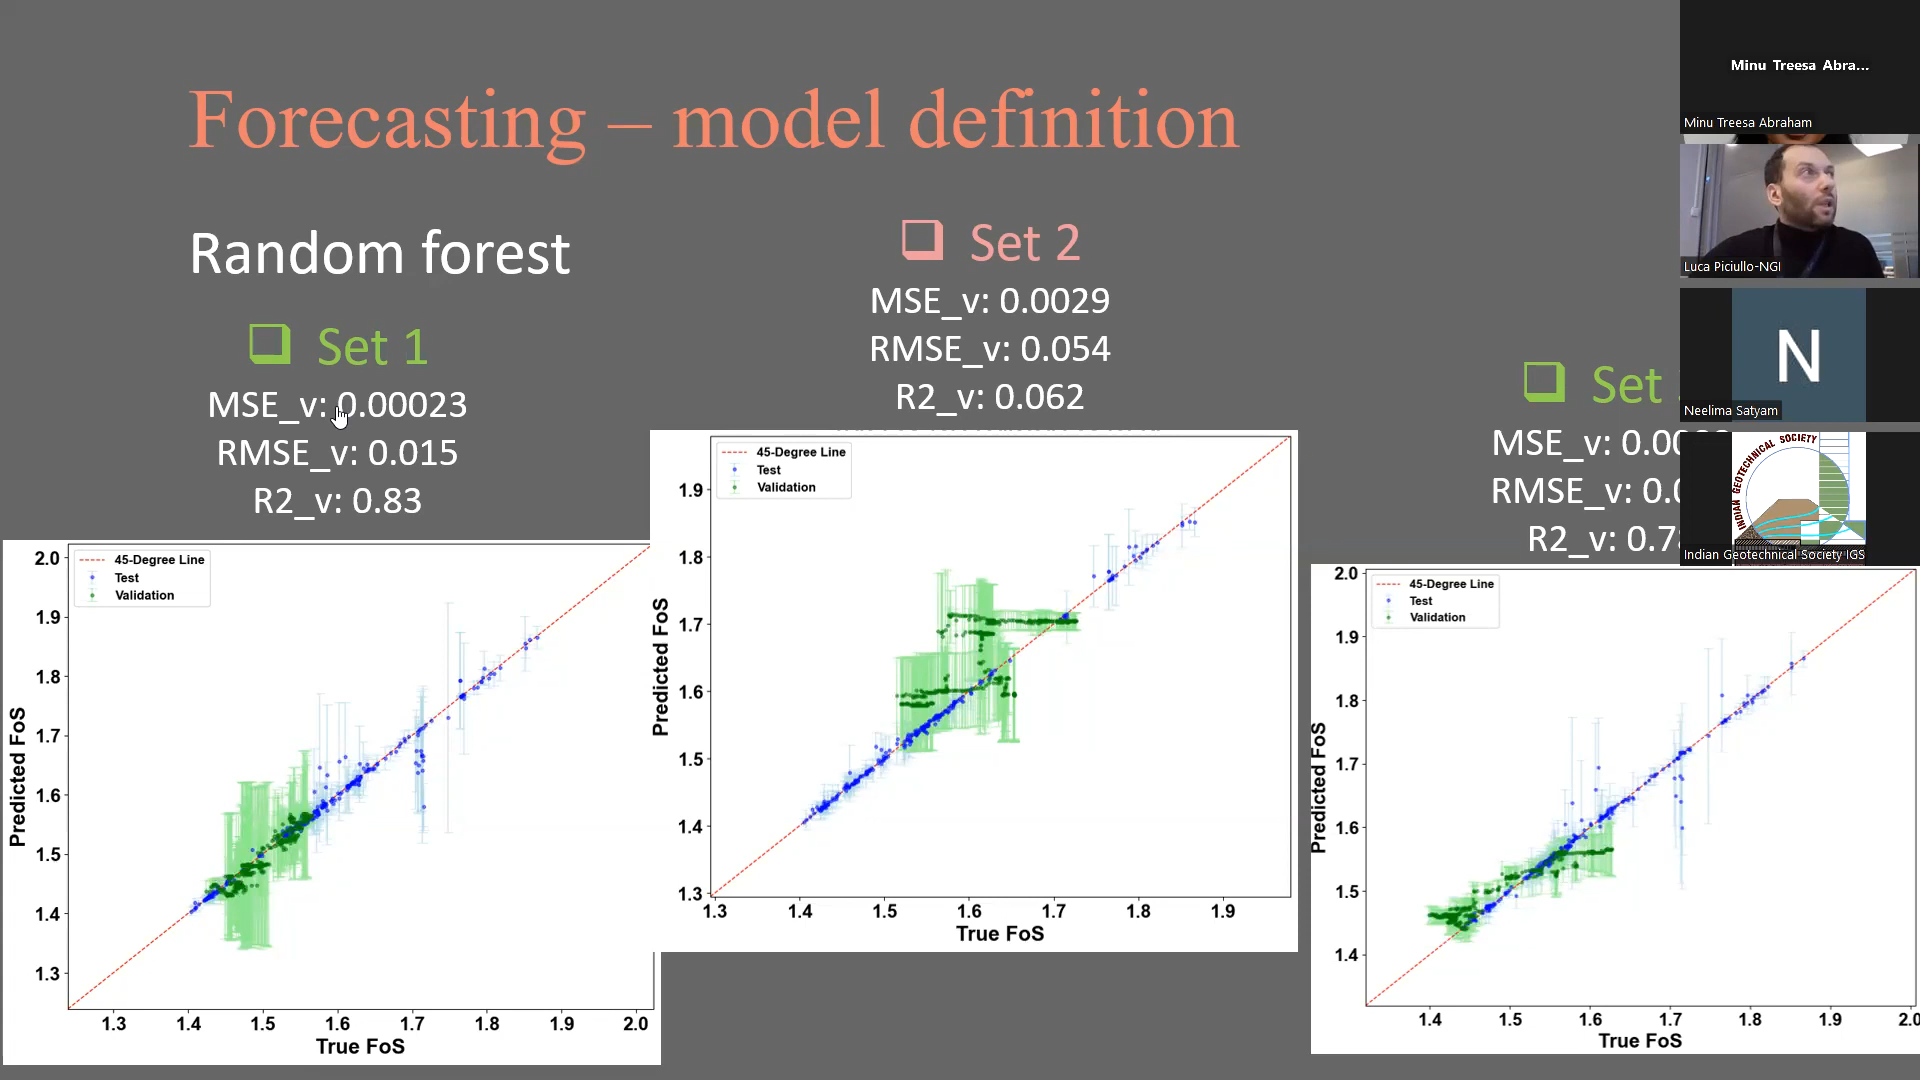 Forecasting – model definition
Random forest
Set 1
MSE_v: 0.00023
RMSE_v: 0.015
R2_v: 0.83
Set 2
MSE_v: 0.0029
RMSE_v: 0.054
R2_v: 0.062
Set
MSE_v:
RMSE_v:
R2_v:
45-Degree Line
Test
Validation
2.0
1.9
1.8
1.7
1.6
1.5
1.4
1.3
Predicted FoS
1.3 1.4 1.5 1.6 1.7 1.8 1.9 2.0
True FoS
45-Degree Line
Test
Validation
1.9
1.8
1.7
1.6
1.5
1.4
1.3
Predicted FoS
1.3 1.4 1.5 1.6 1.7 1.8 1.9
True FoS
45-Degree Line
Test
Validation
2.0
1.9
1.8
1.7
1.6
1.5
1.4
Predicted FoS
1.4 1.5 1.6 1.7 1.8 1.9 2.0
True FoS
Minu Treesa Abra...
Minu Treesa Abraham
Luca Piciullo-NGI
N
Neelima Satyam
INDIAN GEOTECHNICAL SOCIETY
Indian Geotechnical Society IGS